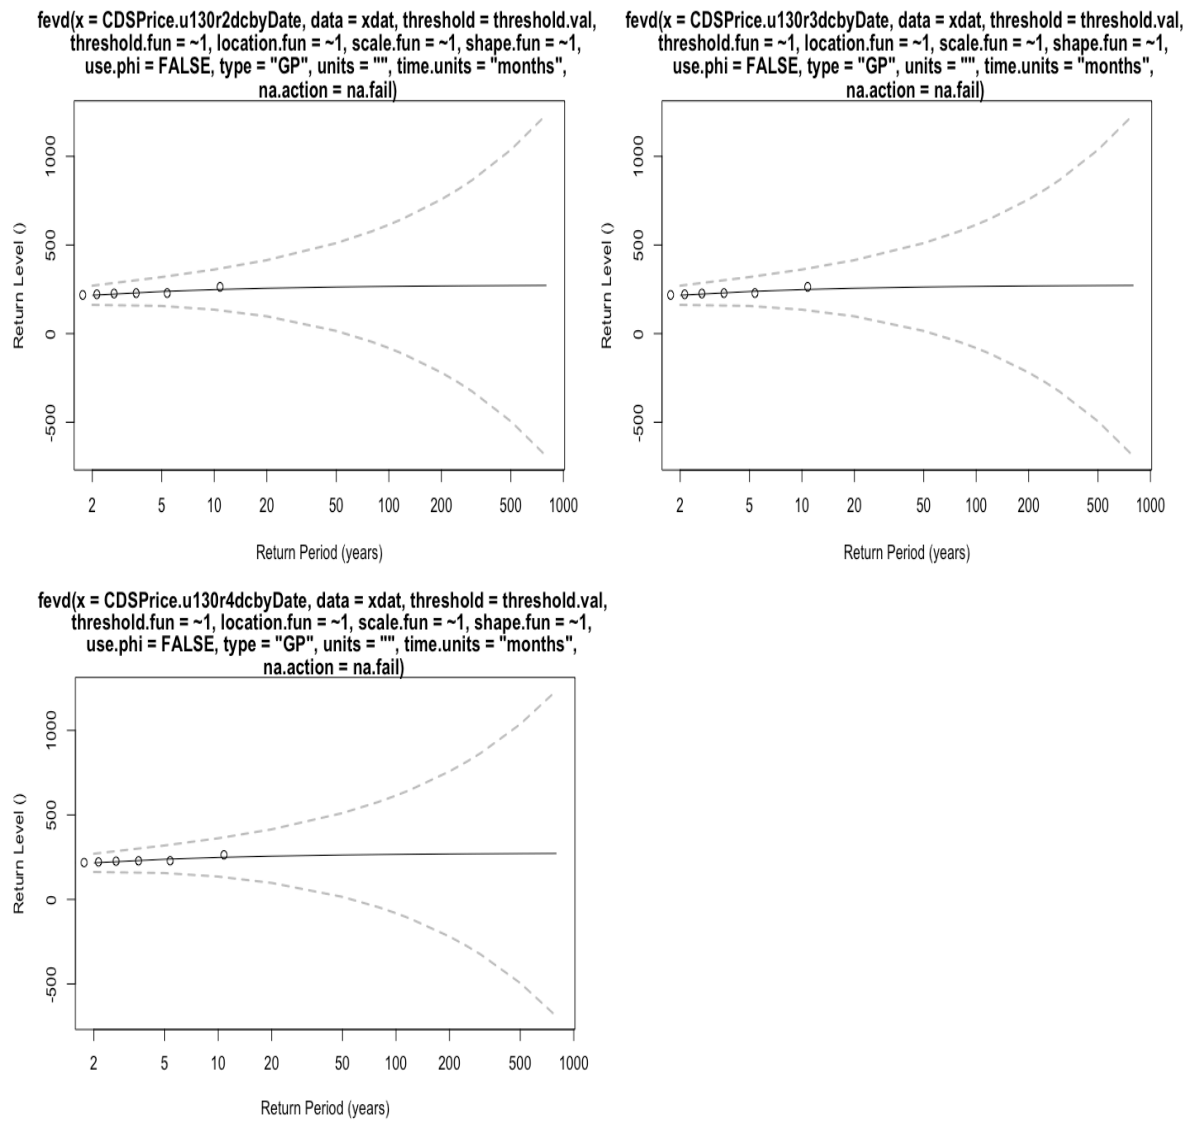 fevd(x = CDSPrice.u130r2dcbyDate, data = xdat, threshold = threshold.val,
threshold.fun = ~1, location.fun = ~1, scale.fun = ~1, shape.fun = ~1,
use.phi = FALSE, type = "GP", units = "", time.units = "months",
na.action = na.fail)
Return Level ()
1000
500
0
-500
2 5 10 20 50 100 200 500 1000
Return Period (years)
fevd(x = CDSPrice.u130r3dcbyDate, data = xdat, threshold = threshold.val,
threshold.fun = ~1, location.fun = ~1, scale.fun = ~1, shape.fun = ~1,
use.phi = FALSE, type = "GP", units = "", time.units = "months",
na.action = na.fail)
Return Level ()
1000
500
0
-500
2 5 10 20 50 100 200 500 1000
Return Period (years)
fevd(x = CDSPrice.u130r4dcbyDate, data = xdat, threshold = threshold.val,
threshold.fun = ~1, location.fun = ~1, scale.fun = ~1, shape.fun = ~1,
use.phi = FALSE, type = "GP", units = "", time.units = "months",
na.action = na.fail)
Return Level ()
1000
500
0
-500
2 5 10 20 50 100 200 500 1000
Return Period (years)